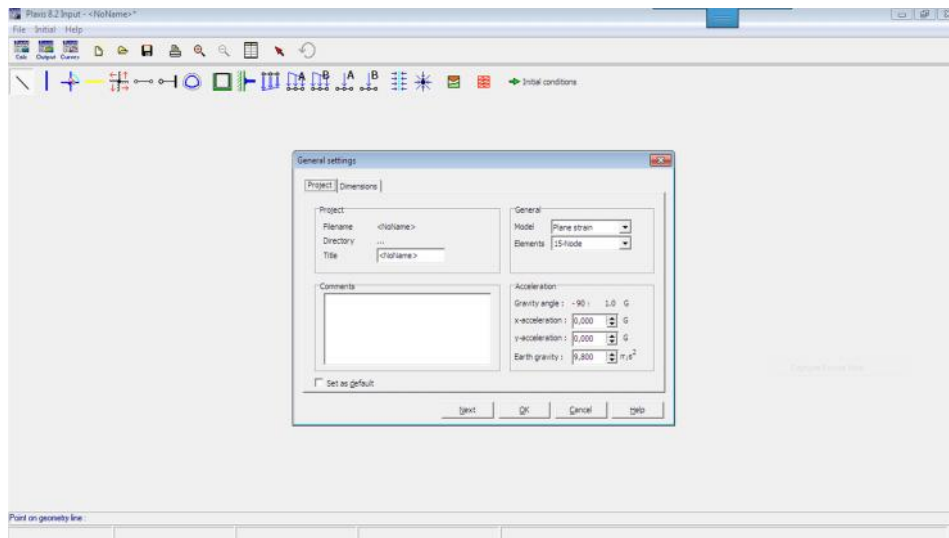 Plaxis 8.2 Input - <NoName>*
File Initial Help
Calc Output Curves
A B A B
Initial conditions
General settings
Project Dimensions
Project
Filename <NoName>
Directory ...
Title <NoName>
General
Model Plane strain
Elements 15-Node
Comments
Acceleration
Gravity angle : -90 : 1.0 G
x-acceleration : 0,000 G
y-acceleration : 0,000 G
Earth gravity : 9,800 m/s²
Set as default
Next OK Cancel Help
Point on geometry line :